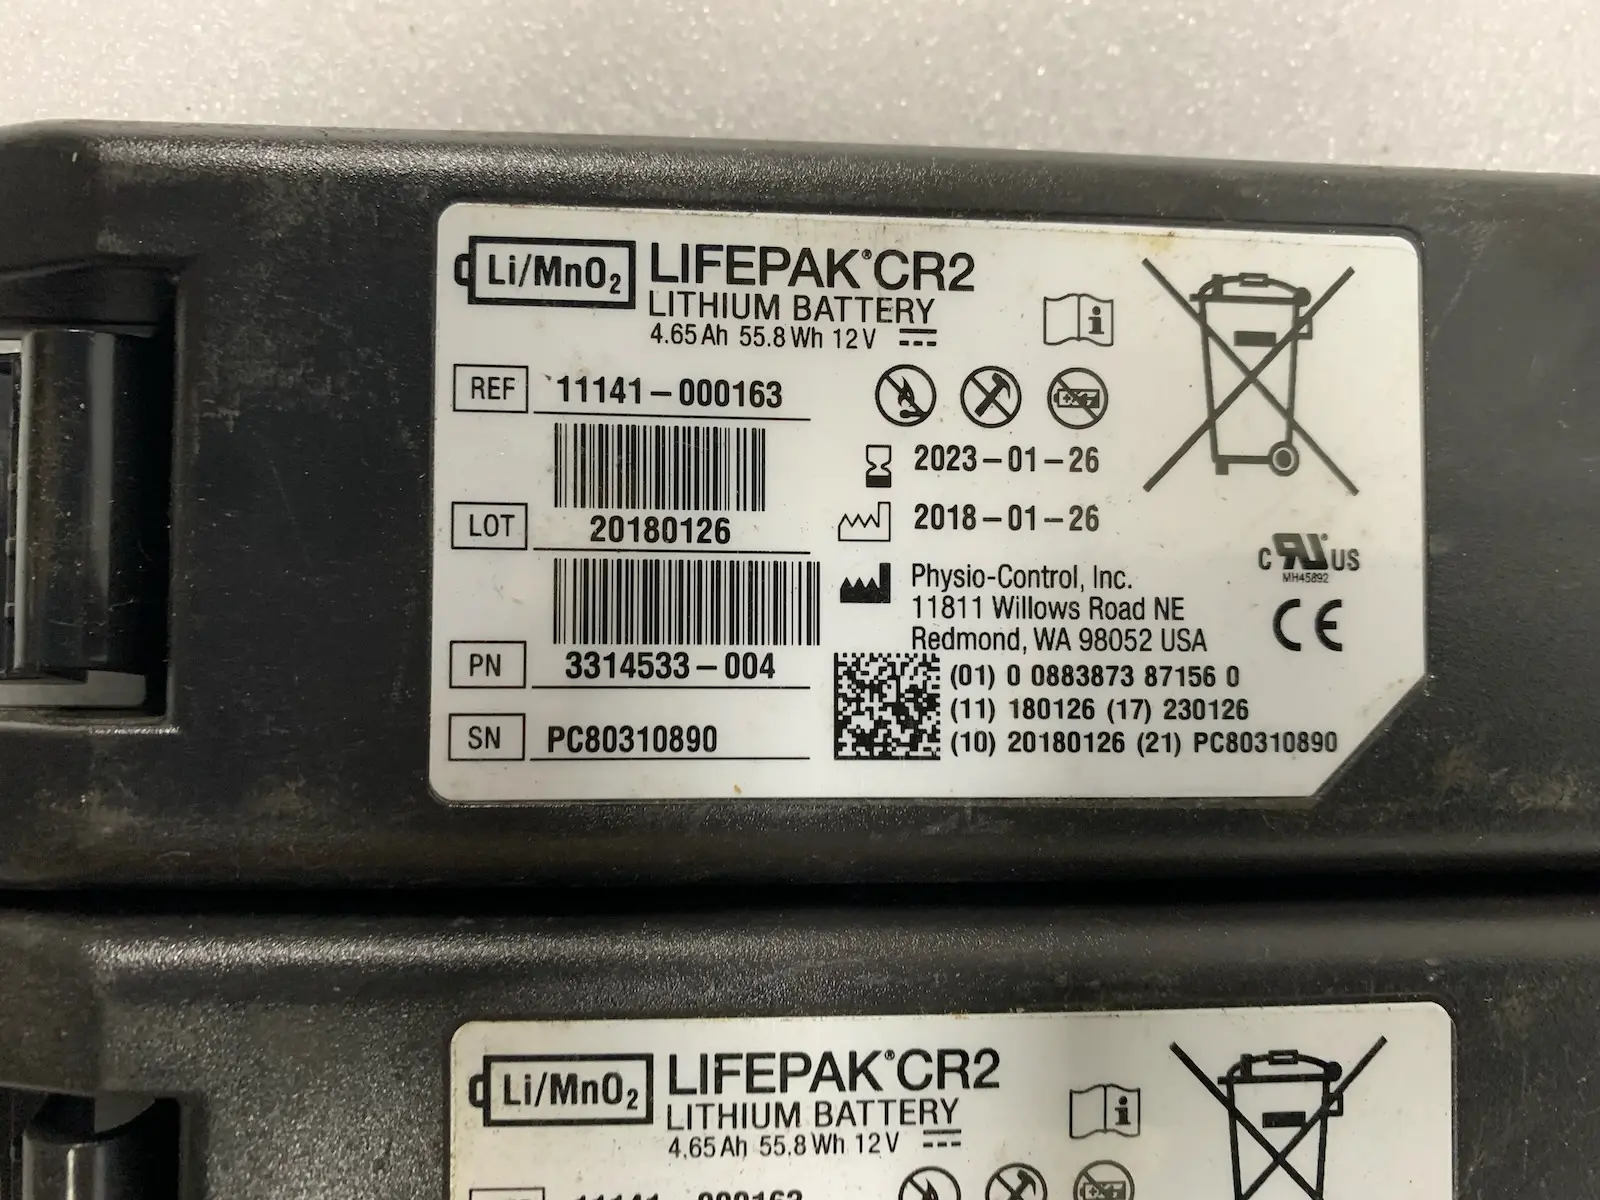 Li/MnO2 LIFEPAK® CR2
LITHIUM BATTERY
4.65 Ah 55.8 Wh 12 V
REF 11141-000163
2023-01-26
LOT 20180126
2018-01-26
Physio-Control, Inc.
11811 Willows Road NE
Redmond, WA 98052 USA
C RU US
MH45892
CE
PN 3314533-004
SN PC80310890
(01) 0 0883873 87156 0
(11) 180126 (17) 230126
(10) 20180126 (21) PC80310890
Li/MnO2 LIFEPAK® CR2
LITHIUM BATTERY
4.65 Ah 55.8 Wh 12 V
11141-000163